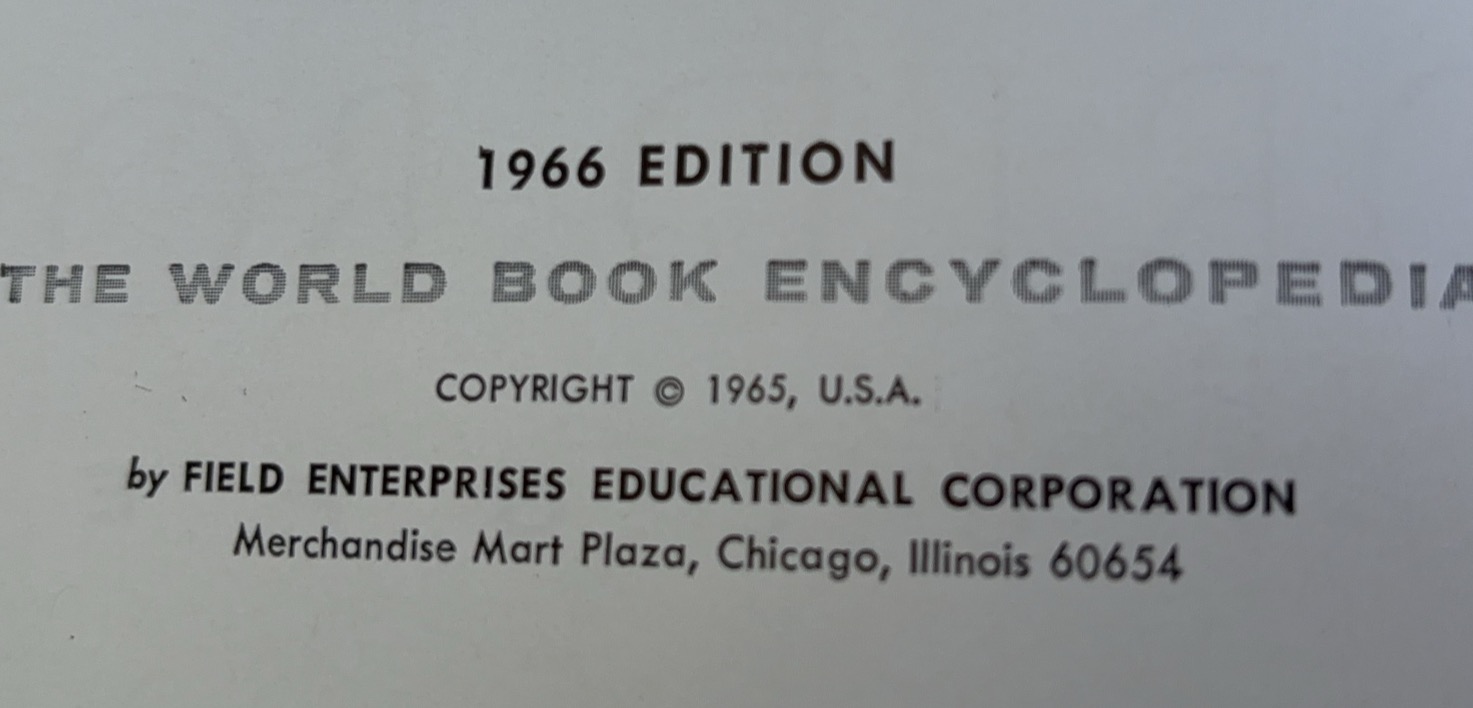 1966 EDITION
THE WORLD BOOK ENCYCLOPEDIA
COPYRIGHT © 1965, U.S.A.
by FIELD ENTERPRISES EDUCATIONAL CORPORATION
Merchandise Mart Plaza, Chicago, Illinois 60654